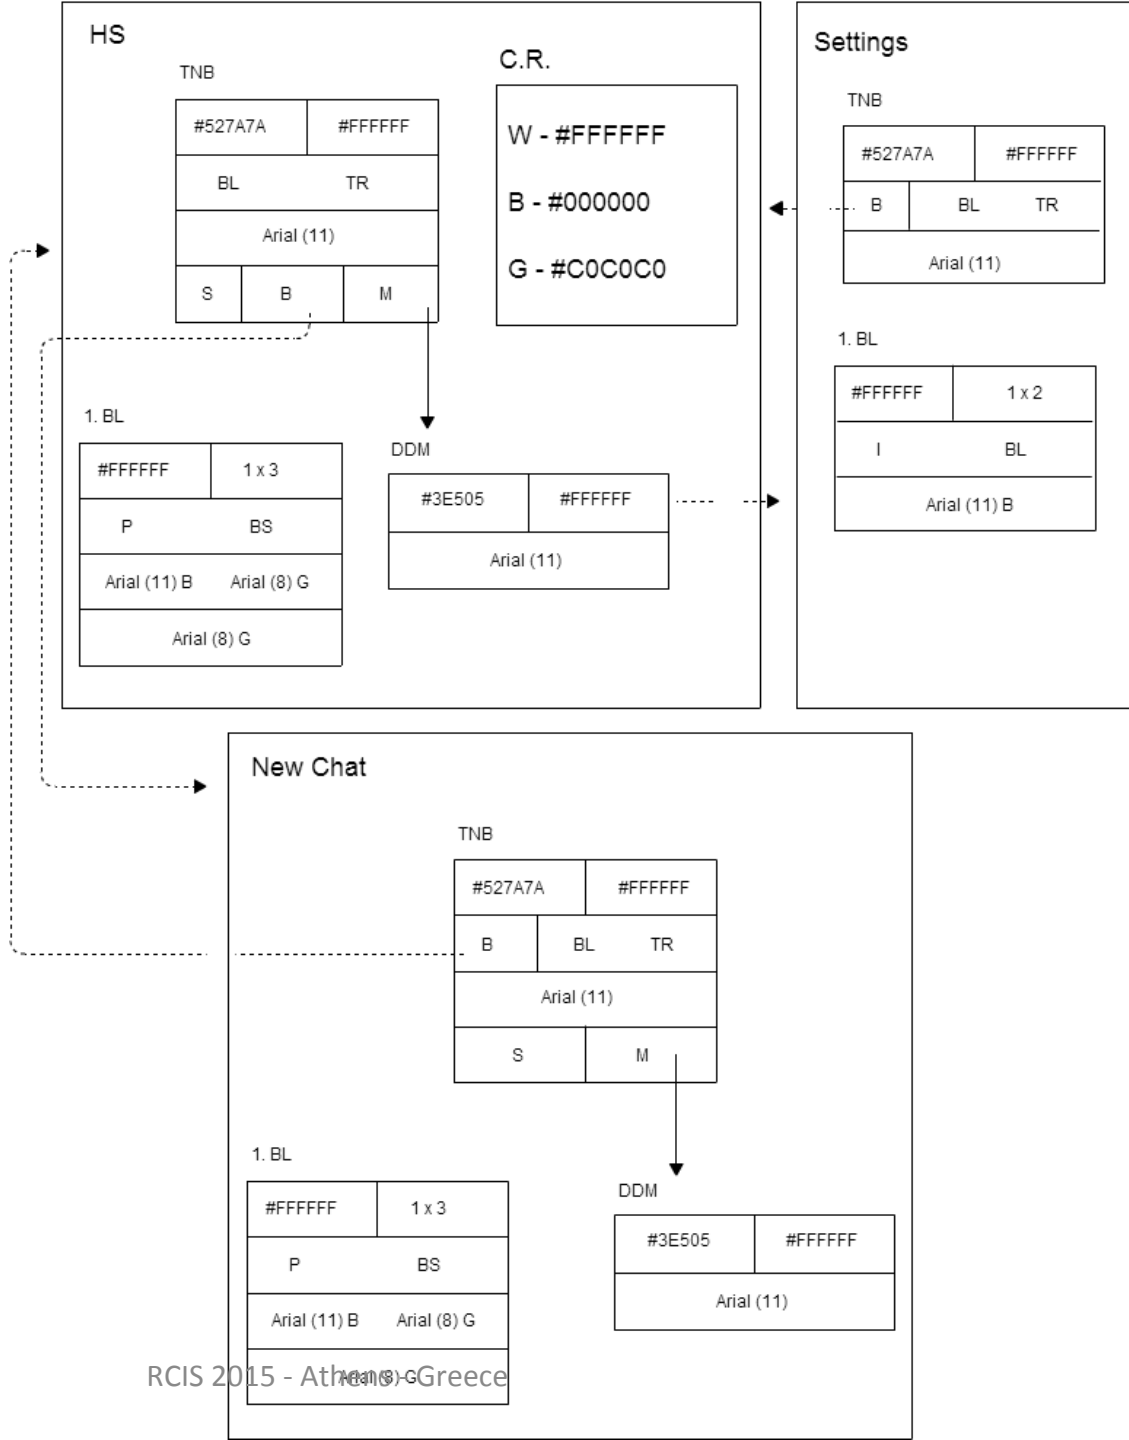 HS
C.R.
TNB
#527A7A #FFFFFF
BL TR
Arial (11)
S B M
W - #FFFFFF
B - #000000
G - #C0C0C0
1. BL
#FFFFFF 1 x 3
P BS
Arial (11) B Arial (8) G
Arial (8) G
DDM
#3E505 #FFFFFF
Arial (11)
Settings
TNB
#527A7A #FFFFFF
B BL TR
Arial (11)
1. BL
#FFFFFF 1 x 2
I BL
Arial (11) B
New Chat
TNB
#527A7A #FFFFFF
B BL TR
Arial (11)
S M
1. BL
#FFFFFF 1 x 3
P BS
Arial (11) B Arial (8) G
Arial (8) G
DDM
#3E505 #FFFFFF
Arial (11)
RCIS 2015 - Athens - Greece